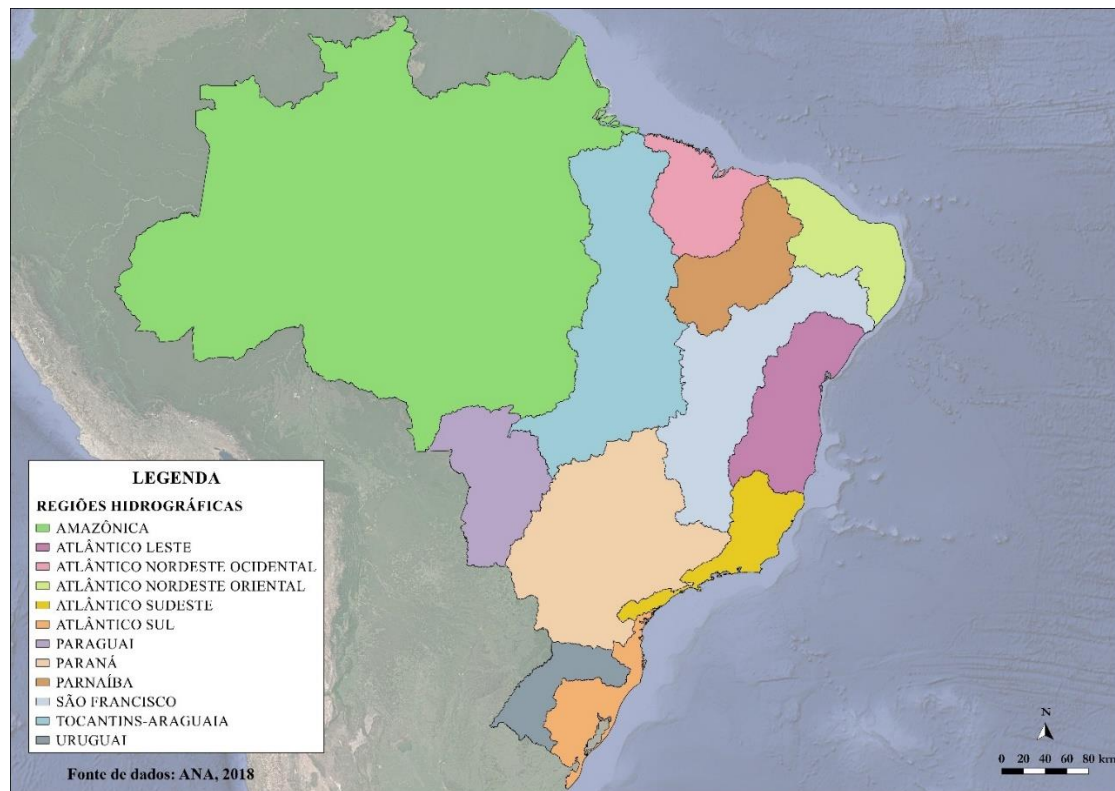 LEGENDA
REGIÕES HIDROGRÁFICAS
AMAZÔNICA
ATLÂNTICO LESTE
ATLÂNTICO NORDESTE OCIDENTAL
ATLÂNTICO NORDESTE ORIENTAL
ATLÂNTICO SUDESTE
ATLÂNTICO SUL
PARAGUAI
PARANÁ
PARNAÍBA
SÃO FRANCISCO
TOCANTINS-ARAGUAIA
URUGUAI
Fonte de dados: ANA, 2018
N
0 20 40 60 80 km